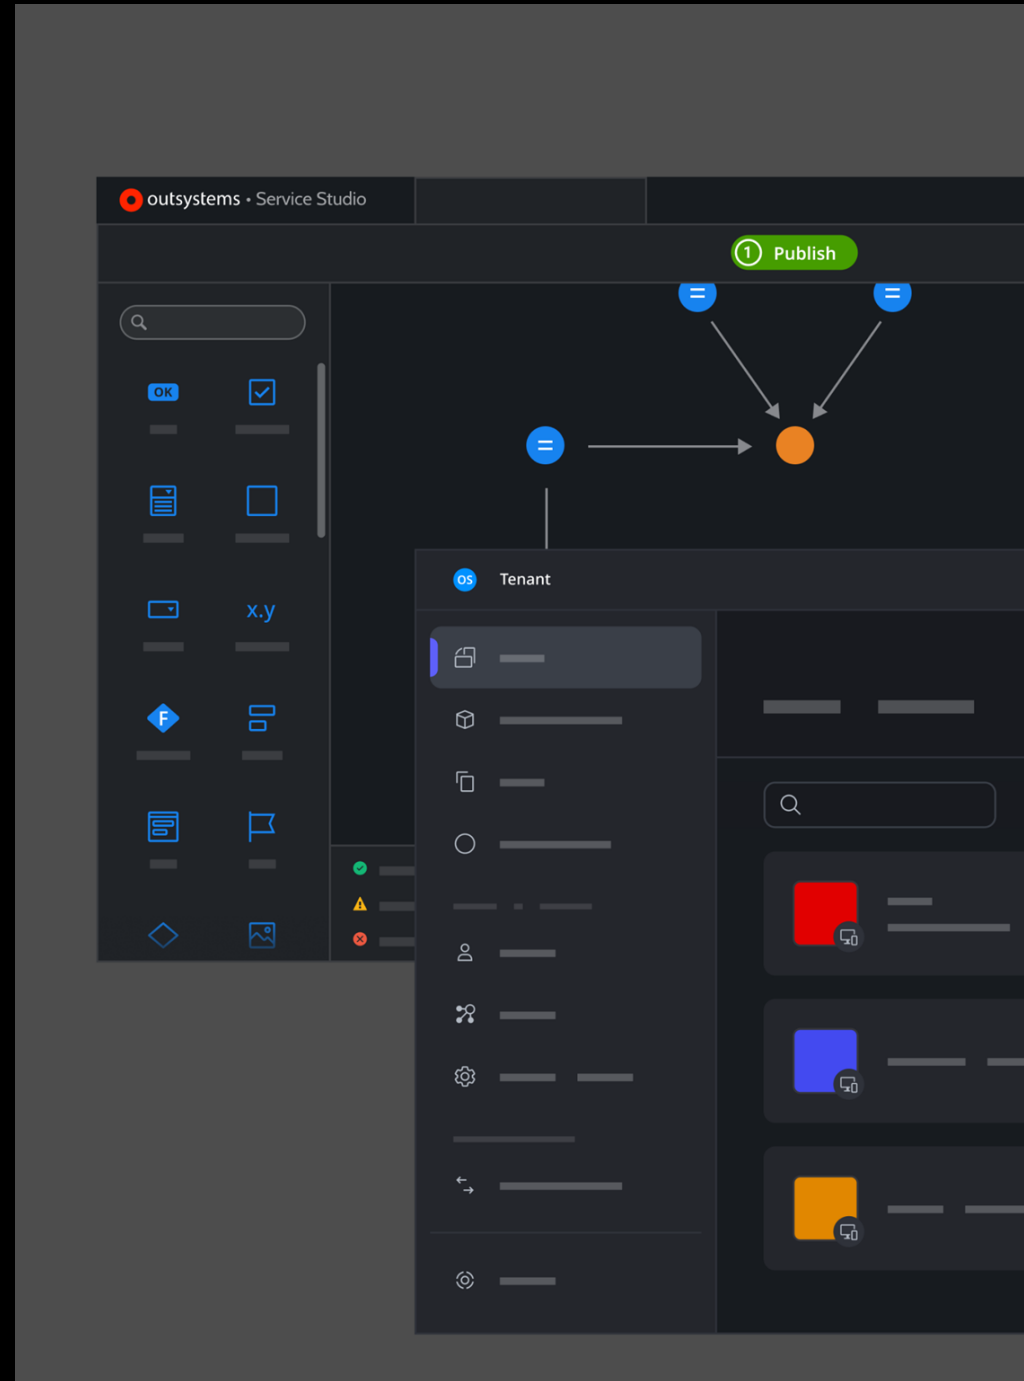 outsystems • Service Studio
1 Publish
OK
x.y
F
OS Tenant